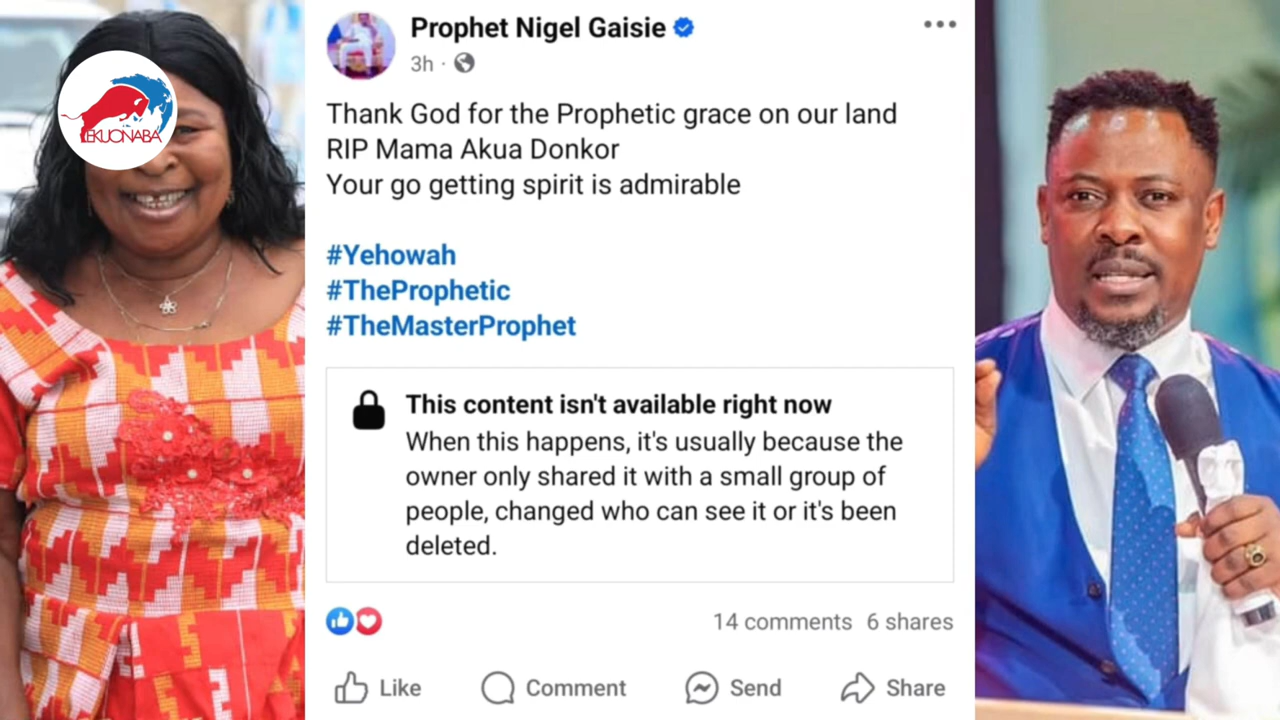 EKUONABA
Prophet Nigel Gaisie
3h ·
Thank God for the Prophetic grace on our land
RIP Mama Akua Donkor
Your go getting spirit is admirable
#Yehowah
#TheProphetic
#TheMasterProphet
This content isn't available right now
When this happens, it's usually because the
owner only shared it with a small group of
people, changed who can see it or it's been
deleted.
14 comments 6 shares
Like Comment Send Share